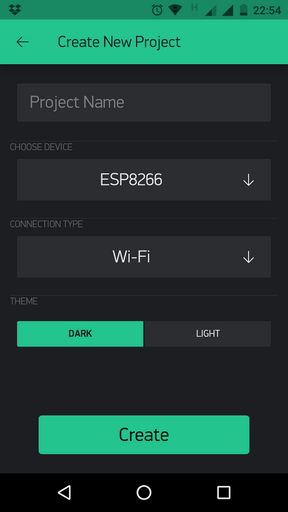 H 22:54
Create New Project
Project Name
CHOOSE DEVICE
ESP8266
CONNECTION TYPE
Wi-Fi
THEME
DARK LIGHT
Create